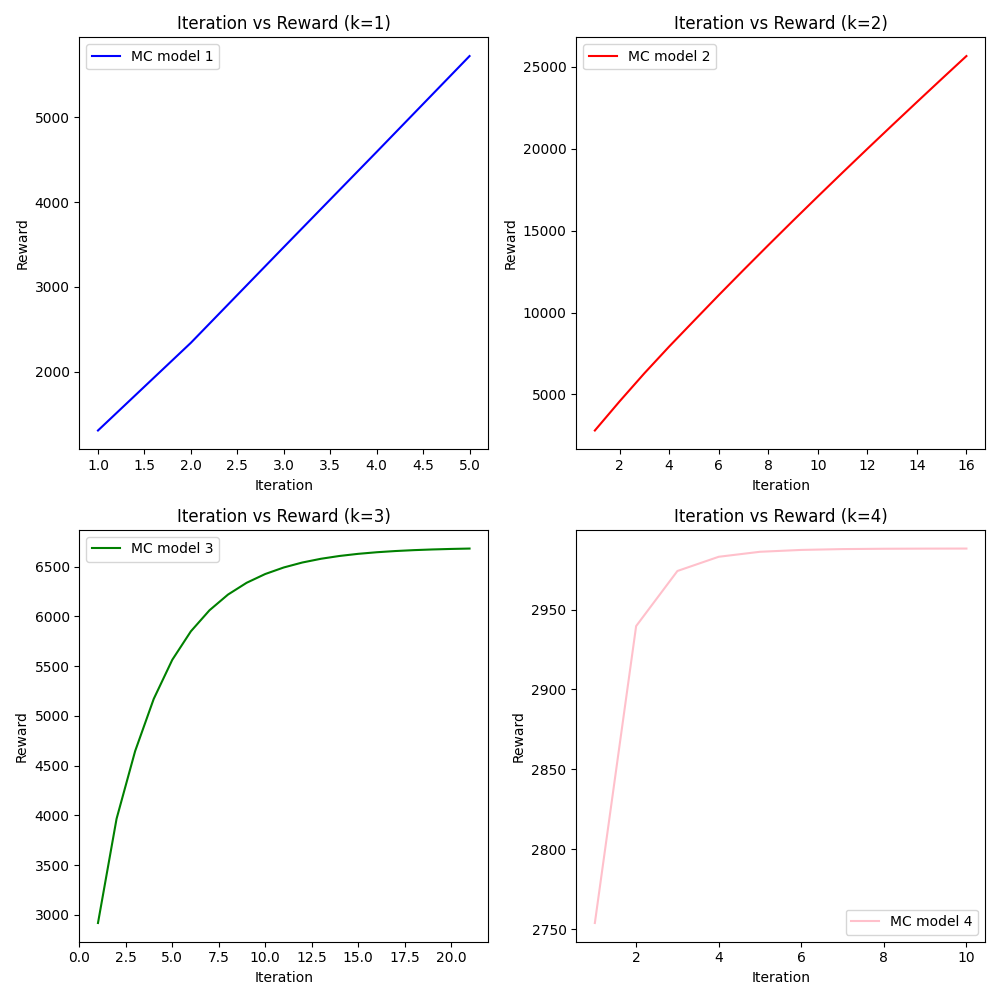 Iteration vs Reward (k=1)
MC model 1
Reward
5000
4000
3000
2000
1.0 1.5 2.0 2.5 3.0 3.5 4.0 4.5 5.0
Iteration
Iteration vs Reward (k=2)
MC model 2
Reward
25000
20000
15000
10000
5000
2 4 6 8 10 12 14 16
Iteration
Iteration vs Reward (k=3)
MC model 3
Reward
6500
6000
5500
5000
4500
4000
3500
3000
0.0 2.5 5.0 7.5 10.0 12.5 15.0 17.5 20.0
Iteration
Iteration vs Reward (k=4)
Reward
2950
2900
2850
2800
2750
MC model 4
2 4 6 8 10
Iteration